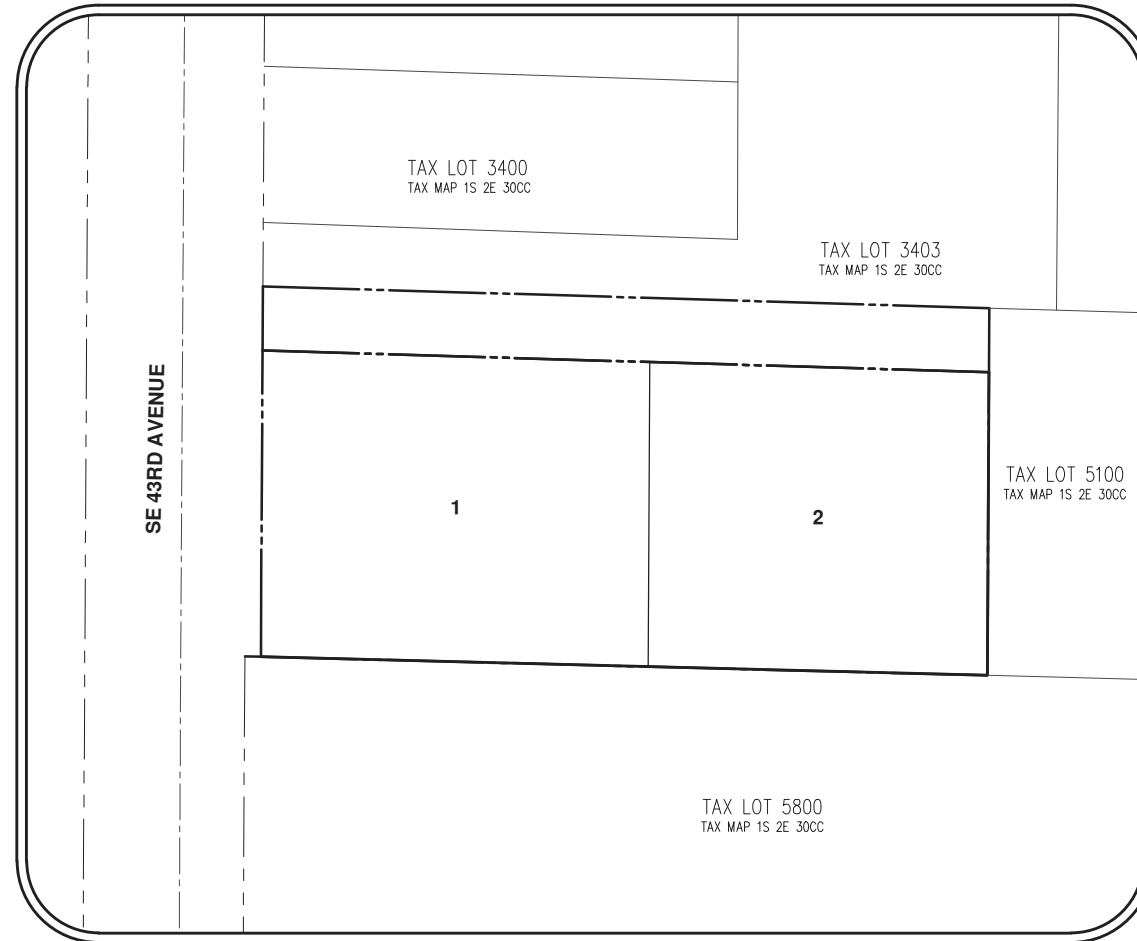 TAX LOT 3400
TAX MAP 1S 2E 30CC
TAX LOT 3403
TAX MAP 1S 2E 30CC
SE 43RD AVENUE
1
2
TAX LOT 5100
TAX MAP 1S 2E 30CC
TAX LOT 5800
TAX MAP 1S 2E 30CC